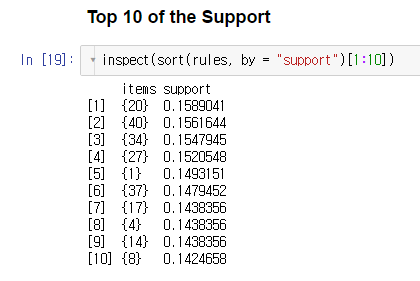 Top 10 of the Support
In [19]: inspect(sort(rules, by = "support")[1:10])
items support
[1] {20} 0.1589041
[2] {40} 0.1561644
[3] {34} 0.1547945
[4] {27} 0.1520548
[5] {1} 0.1493151
[6] {37} 0.1479452
[7] {17} 0.1438356
[8] {4} 0.1438356
[9] {14} 0.1438356
[10] {8} 0.1424658